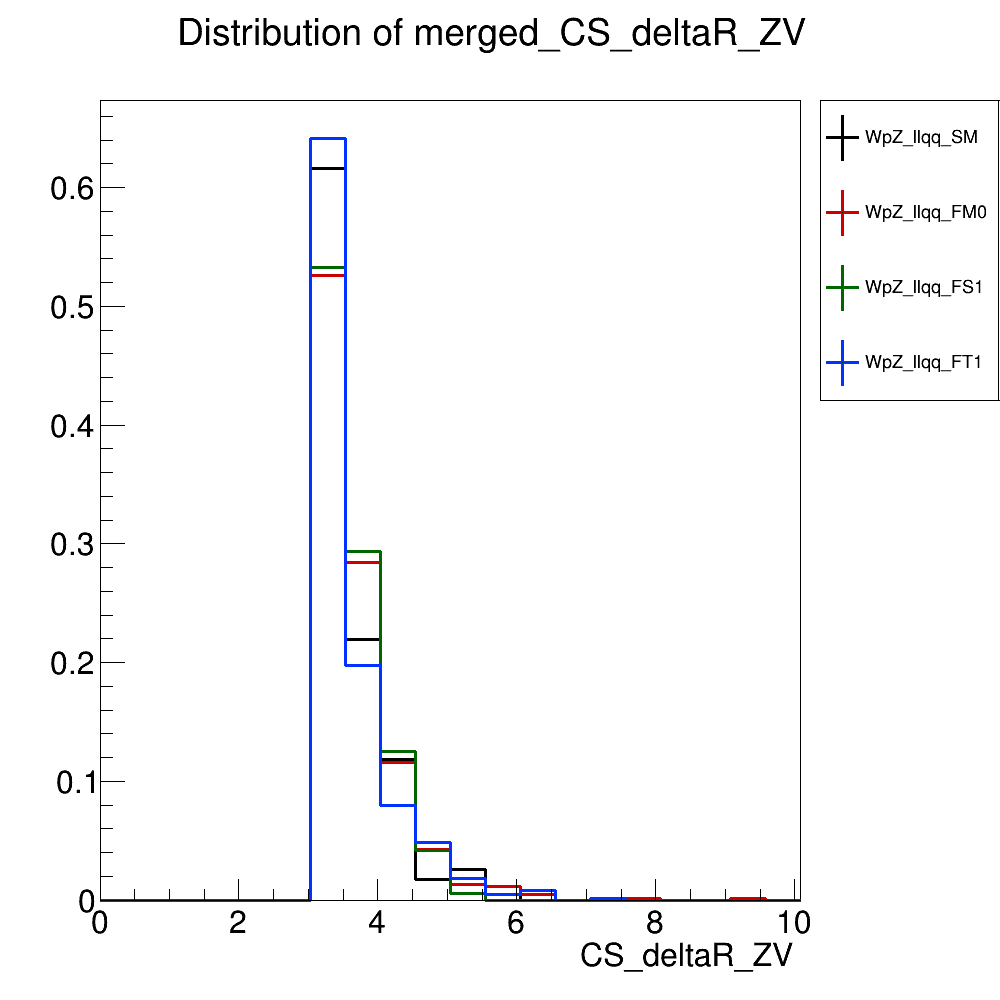 Distribution of merged_CS_deltaR_ZV
WpZ_llqq_SM
WpZ_llqq_FM0
WpZ_llqq_FS1
WpZ_llqq_FT1
0.6
0.5
0.4
0.3
0.2
0.1
0
0 2 4 6 8 10
CS_deltaR_ZV